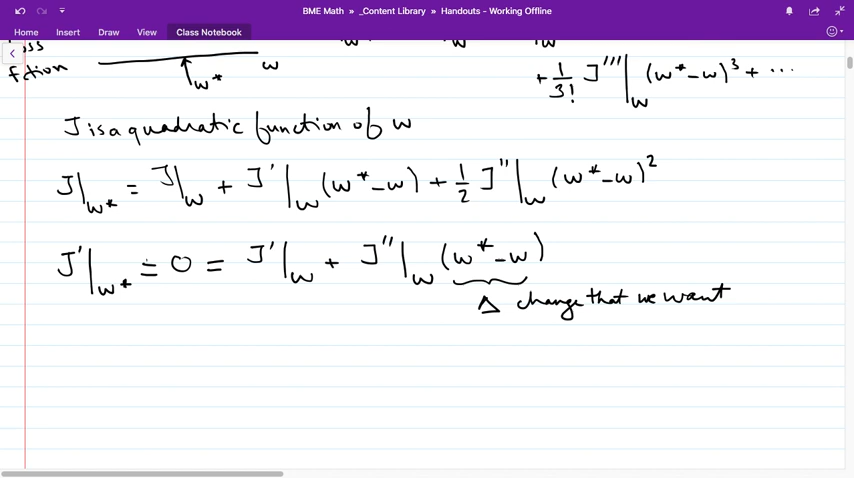 BME Math » _Content Library » Handouts - Working Offline
Home Insert Draw View Class Notebook
w* w
+ 1/3! J'''|w (w*-w)³ + ...
J is a quadratic function of w
J|w* = J|w + J'|w (w*-w) + 1/2 J''|w (w*-w)²
J'|w* = 0 = J'|w + J''|w (w*-w)
Δ change that we want